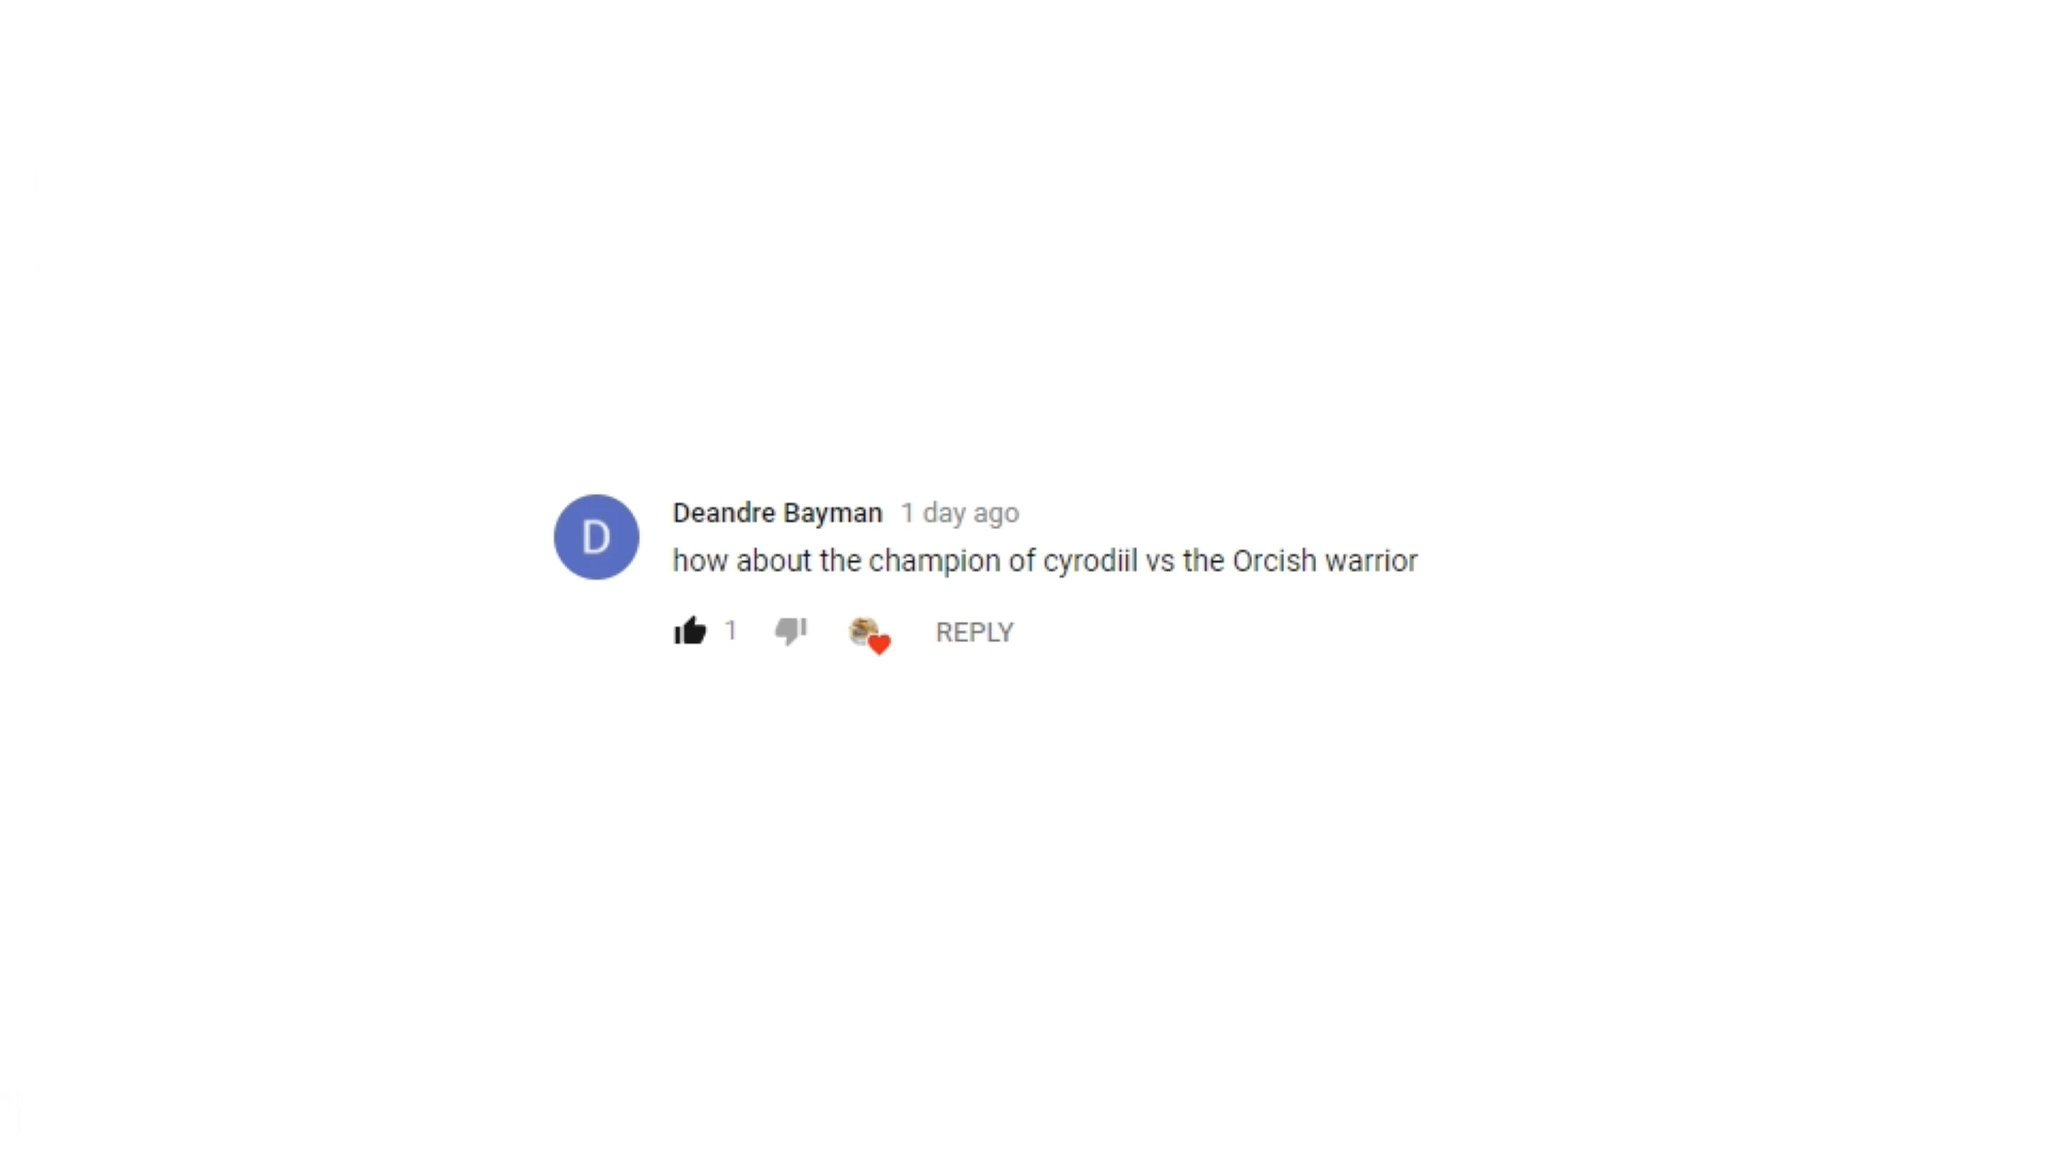 D
Deandre Bayman 1 day ago
how about the champion of cyrodiil vs the Orcish warrior
1 REPLY